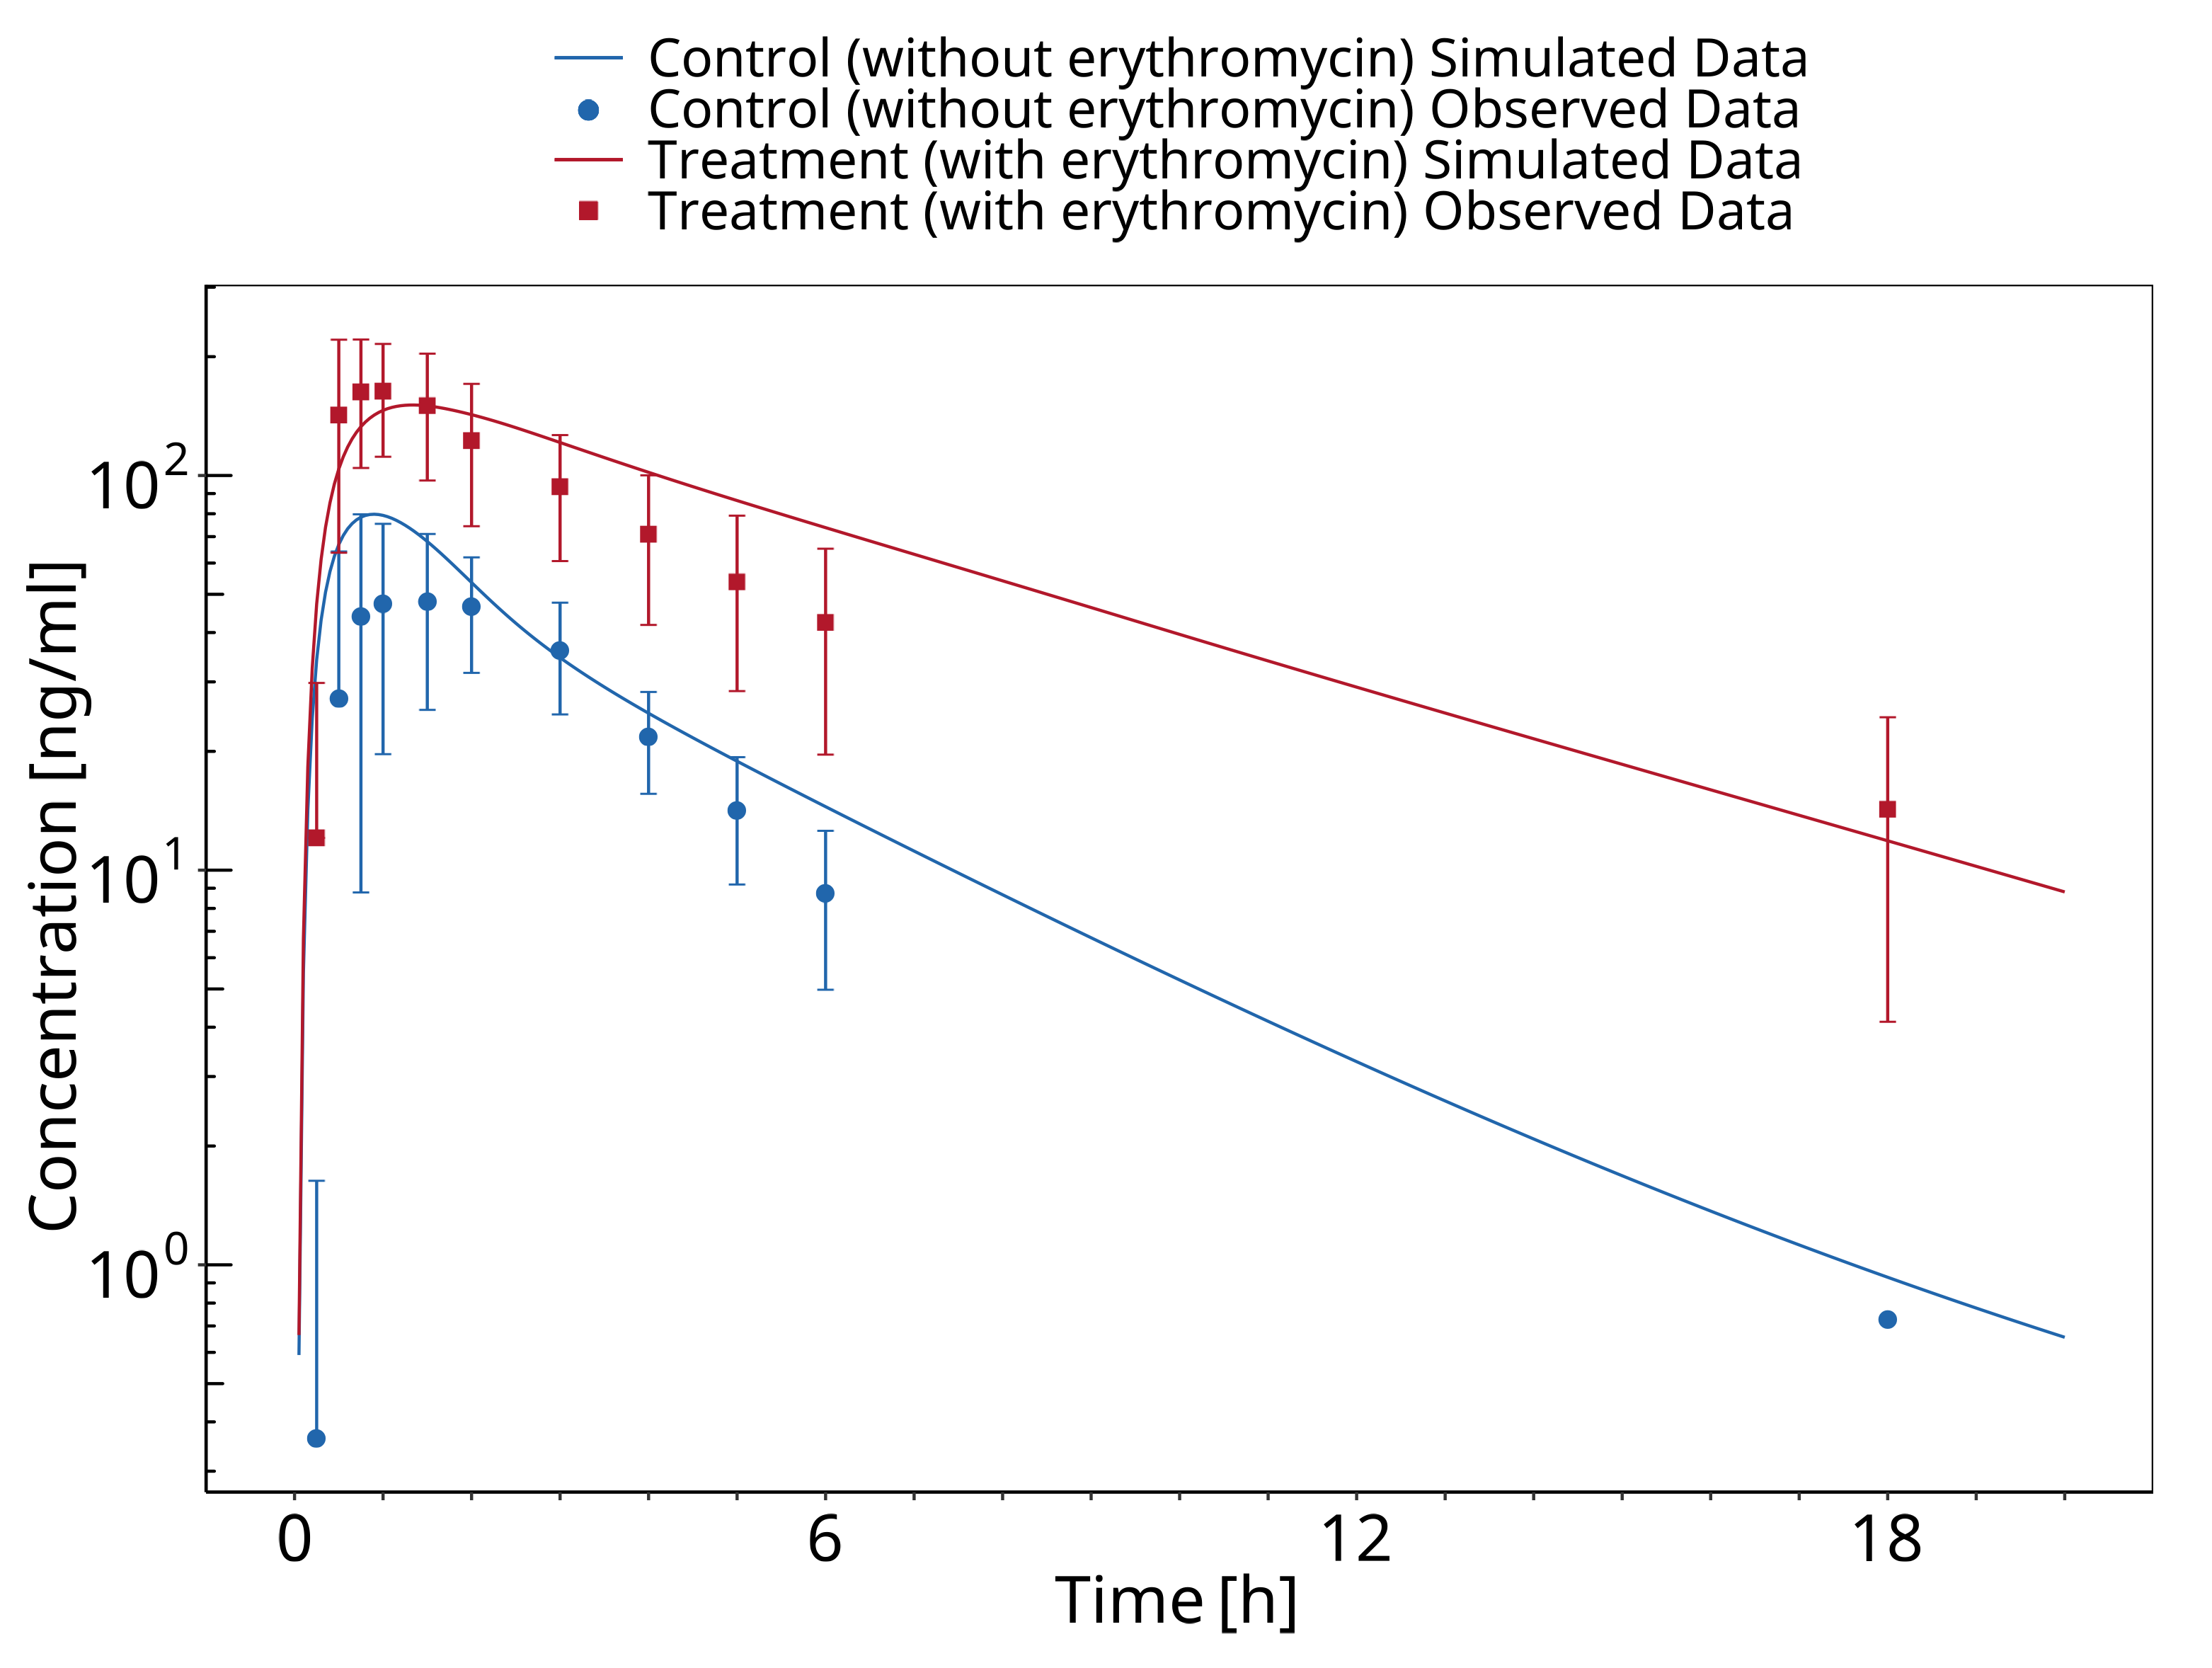 Control (without erythromycin) Simulated Data
Control (without erythromycin) Observed Data
Treatment (with erythromycin) Simulated Data
Treatment (with erythromycin) Observed Data
Concentration [ng/ml]
10²
10¹
10⁰
0 6 12 18
Time [h]